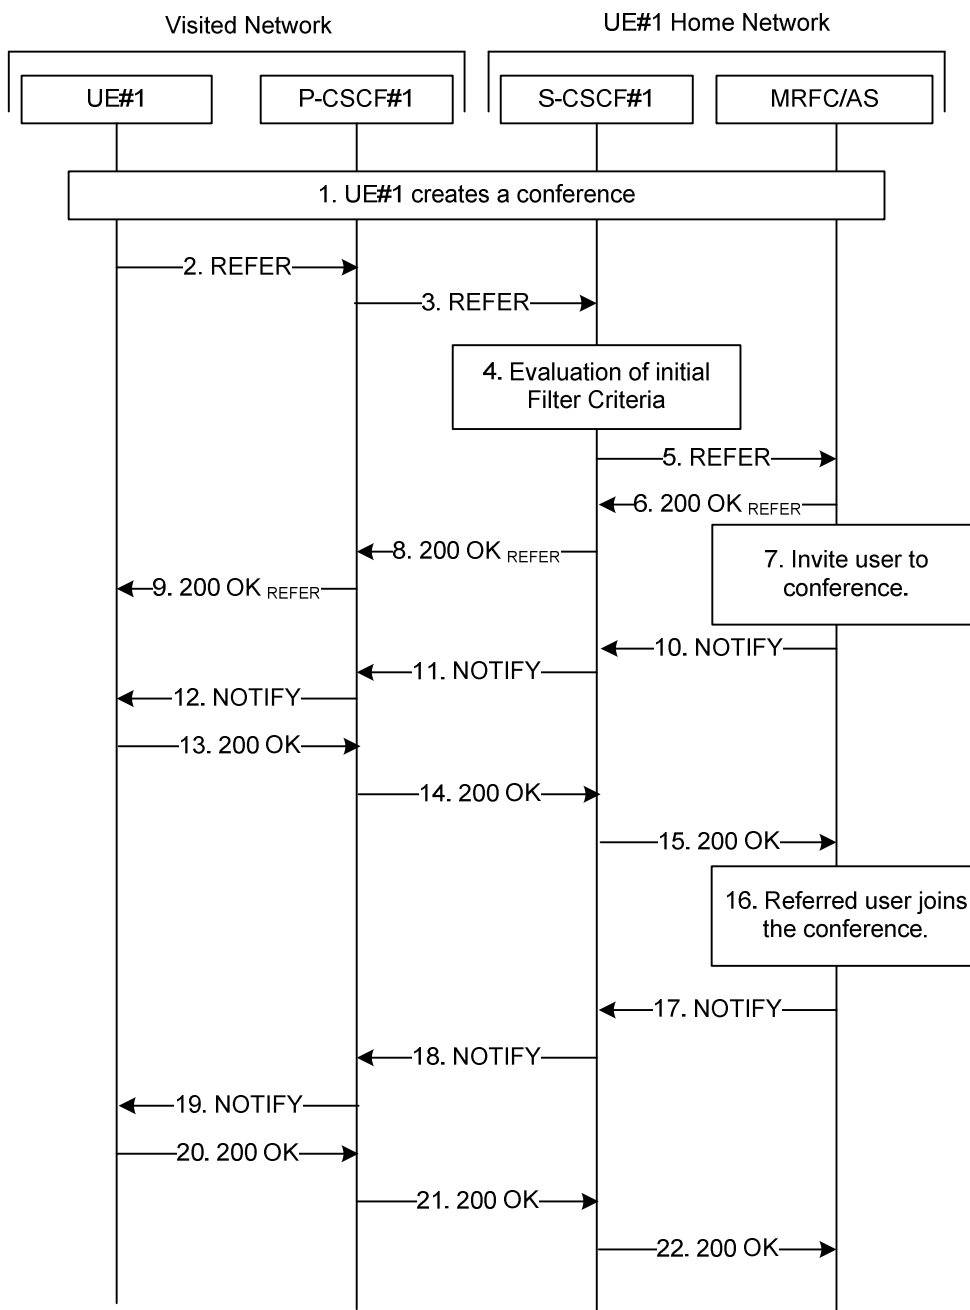 Visited Network
UE#1 Home Network
UE#1
P-CSCF#1
S-CSCF#1
MRFC/AS
1. UE#1 creates a conference
2. REFER
3. REFER
4. Evaluation of initial
Filter Criteria
5. REFER
6. 200 OK REFER
7. Invite user to
conference.
8. 200 OK REFER
9. 200 OK REFER
10. NOTIFY
11. NOTIFY
12. NOTIFY
13. 200 OK
14. 200 OK
15. 200 OK
16. Referred user joins
the conference.
17. NOTIFY
18. NOTIFY
19. NOTIFY
20. 200 OK
21. 200 OK
22. 200 OK